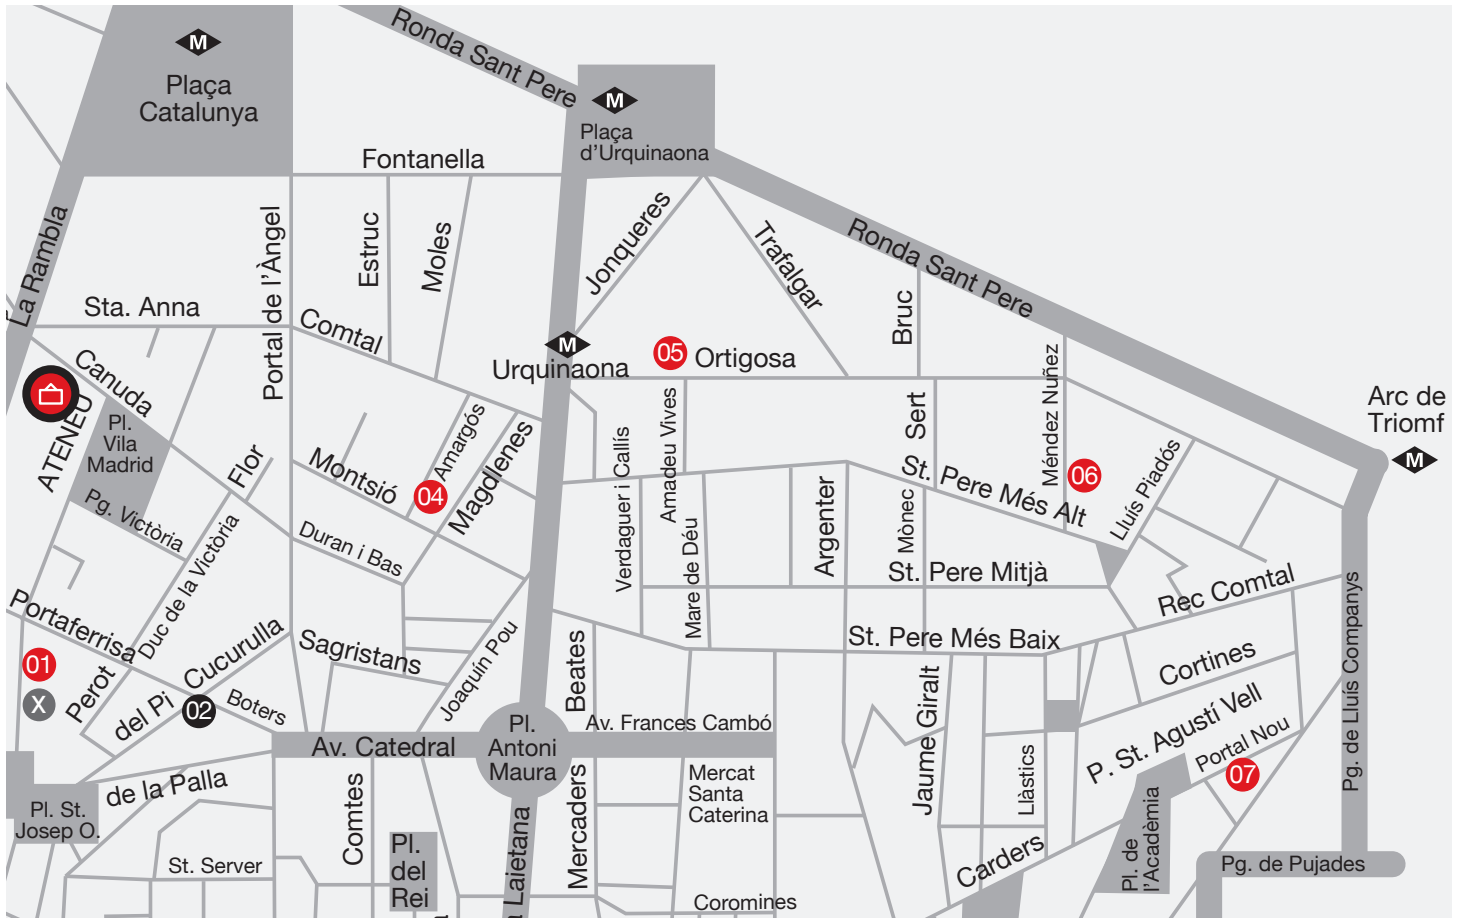 Ronda Sant Pere
M
Plaça
Catalunya
M
Plaça
d'Urquinaona
Fontanella
La Rambla
Portal de l'Àngel
Estruc
Moles
Jonqueres
Trafalgar
Ronda Sant Pere
Bruc
Sta. Anna
Comtal
M
Urquinaona
05
Ortigosa
Méndez Nuñez
Arc de
Triomf
M
Canuda
ATENEU
Pl.
Vila
Madrid
Flor
Montsió
04
Amargós
Magdlenes
Verdaguer i Callís
Amadeu Vives
Sert
St. Pere Més Alt
06
Lluís Piadós
Pg. Victòria
Duc de la Victòria
Duran i Bas
Mare de Déu
Argenter
Mònec
St. Pere Mitjà
Rec Comtal
Pg. de Lluís Companys
Portaferrisa
01
X
Perot
del Pi
Cucurulla
02
Boters
Sagristans
Joaquín Pou
Beates
St. Pere Més Baix
Cortines
Jaume Giralt
P. St. Agustí Vell
Portal Nou
07
Av. Catedral
Pl.
Antoni
Maura
Av. Frances Cambó
de la Palla
Pl. St.
Josep O.
Comtes
Mercaders
Mercat
Santa
Caterina
Llàstics
Carders
Pl. de
l'Acadèmia
Pg. de Pujades
St. Server
Pl.
del
Rei
a Laietana
Coromines